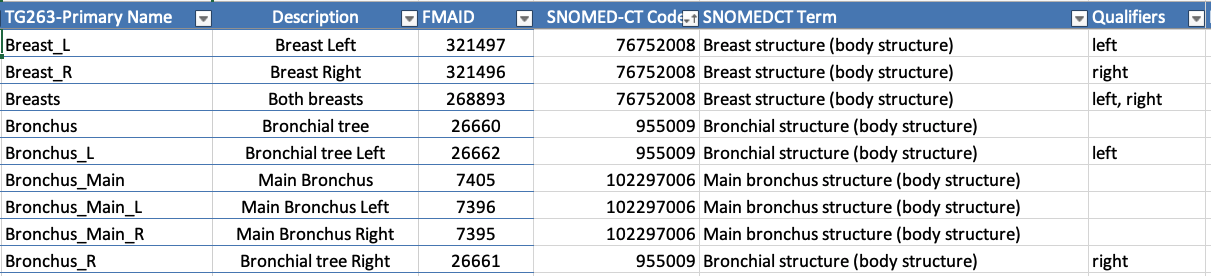 TG263-Primary Name Description FMAID SNOMED-CT Code SNOMEDCT Term Qualifiers
Breast_L Breast Left 321497 76752008 Breast structure (body structure) left
Breast_R Breast Right 321496 76752008 Breast structure (body structure) right
Breasts Both breasts 268893 76752008 Breast structure (body structure) left, right
Bronchus Bronchial tree 26660 955009 Bronchial structure (body structure)
Bronchus_L Bronchial tree Left 26662 955009 Bronchial structure (body structure) left
Bronchus_Main Main Bronchus 7405 102297006 Main bronchus structure (body structure)
Bronchus_Main_L Main Bronchus Left 7396 102297006 Main bronchus structure (body structure)
Bronchus_Main_R Main Bronchus Right 7395 102297006 Main bronchus structure (body structure)
Bronchus_R Bronchial tree Right 26661 955009 Bronchial structure (body structure) right